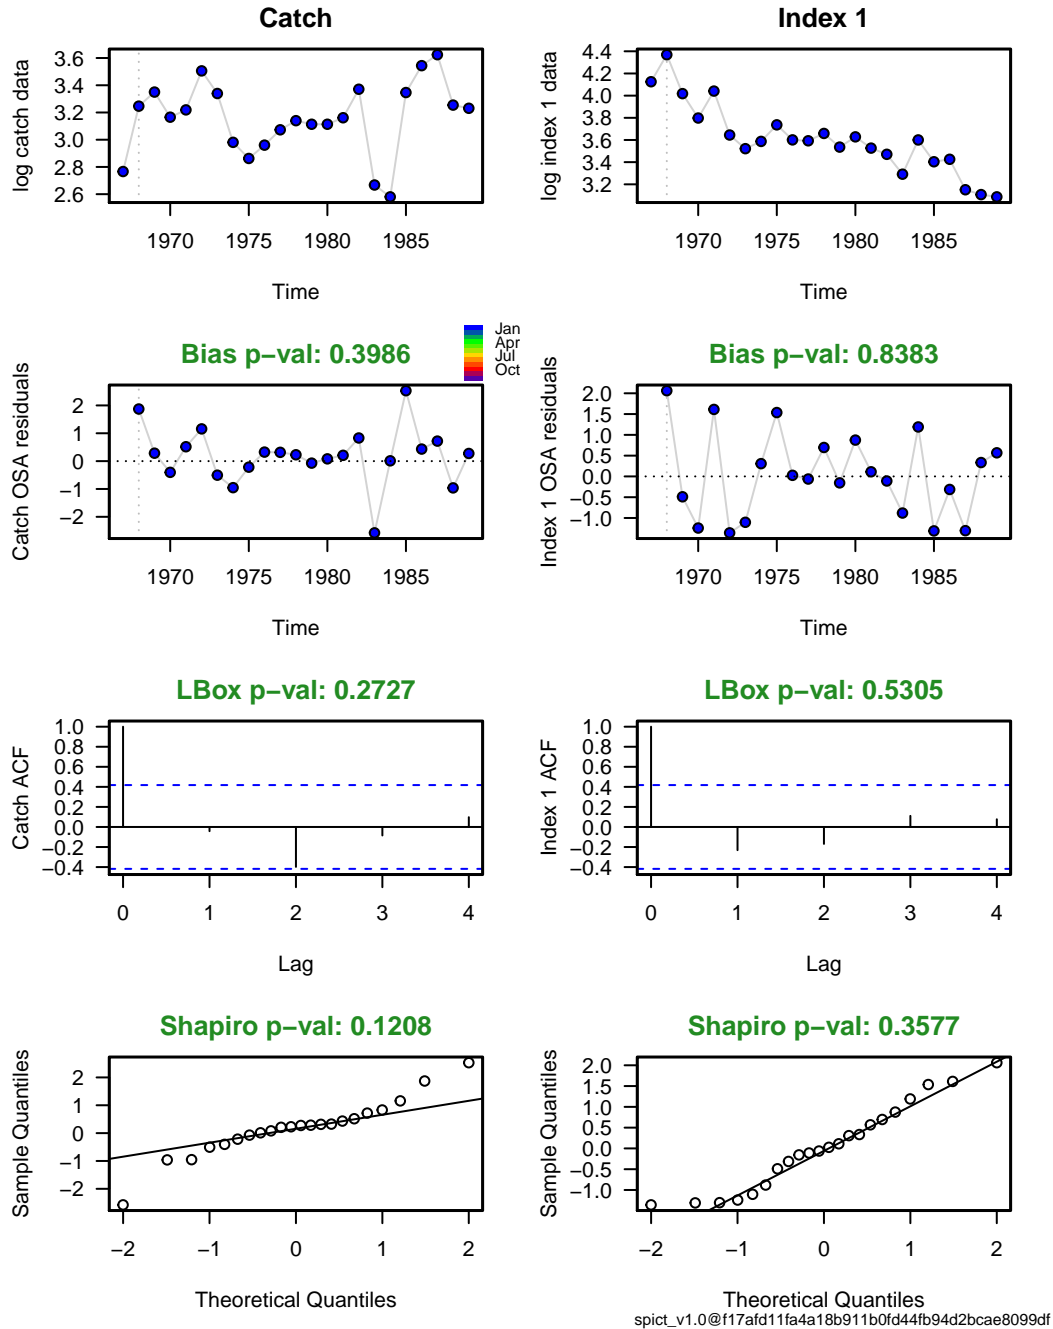 Catch
log catch data
3.6
3.4
3.2
3.0
2.8
2.6
1970 1975 1980 1985
Time
Index 1
log index 1 data
4.4
4.2
4.0
3.8
3.6
3.4
3.2
1970 1975 1980 1985
Time
Bias p−val: 0.3986
Jan
Apr
Jul
Oct
Catch OSA residuals
2
1
0
−1
−2
1970 1975 1980 1985
Time
Bias p−val: 0.8383
Index 1 OSA residuals
2.0
1.5
1.0
0.5
0.0
−0.5
−1.0
1970 1975 1980 1985
Time
LBox p−val: 0.2727
Catch ACF
1.0
0.8
0.6
0.4
0.2
0.0
−0.2
−0.4
0 1 2 3 4
Lag
LBox p−val: 0.5305
Index 1 ACF
1.0
0.8
0.6
0.4
0.2
0.0
−0.2
−0.4
0 1 2 3 4
Lag
Shapiro p−val: 0.1208
Sample Quantiles
2
1
0
−1
−2
−2 −1 0 1 2
Theoretical Quantiles
Shapiro p−val: 0.3577
Sample Quantiles
2.0
1.5
1.0
0.5
0.0
−0.5
−1.0
−2 −1 0 1 2
Theoretical Quantiles
spict_v1.0@f17afd11fa4a18b911b0fd44fb94d2bcae8099df